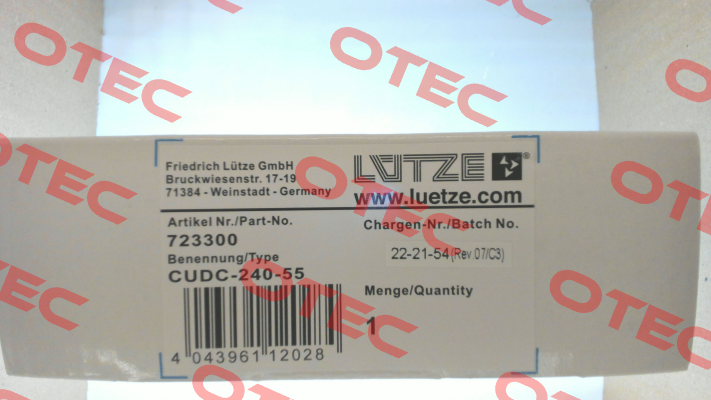 Friedrich Lütze GmbH
Bruckwiesenstr. 17-19
71384 - Weinstadt - Germany
LÜTZE ®
www.luetze.com
Artikel Nr./Part-No.
723300
Benennung/Type
CUDC-240-55
Chargen-Nr./Batch No.
22-21-54(Rev.07/C3)
Menge/Quantity
1
4 043961 12028
OTEC
OTEC
OTEC
OTEC
OTEC
OTEC
OTEC
OTEC
OTEC